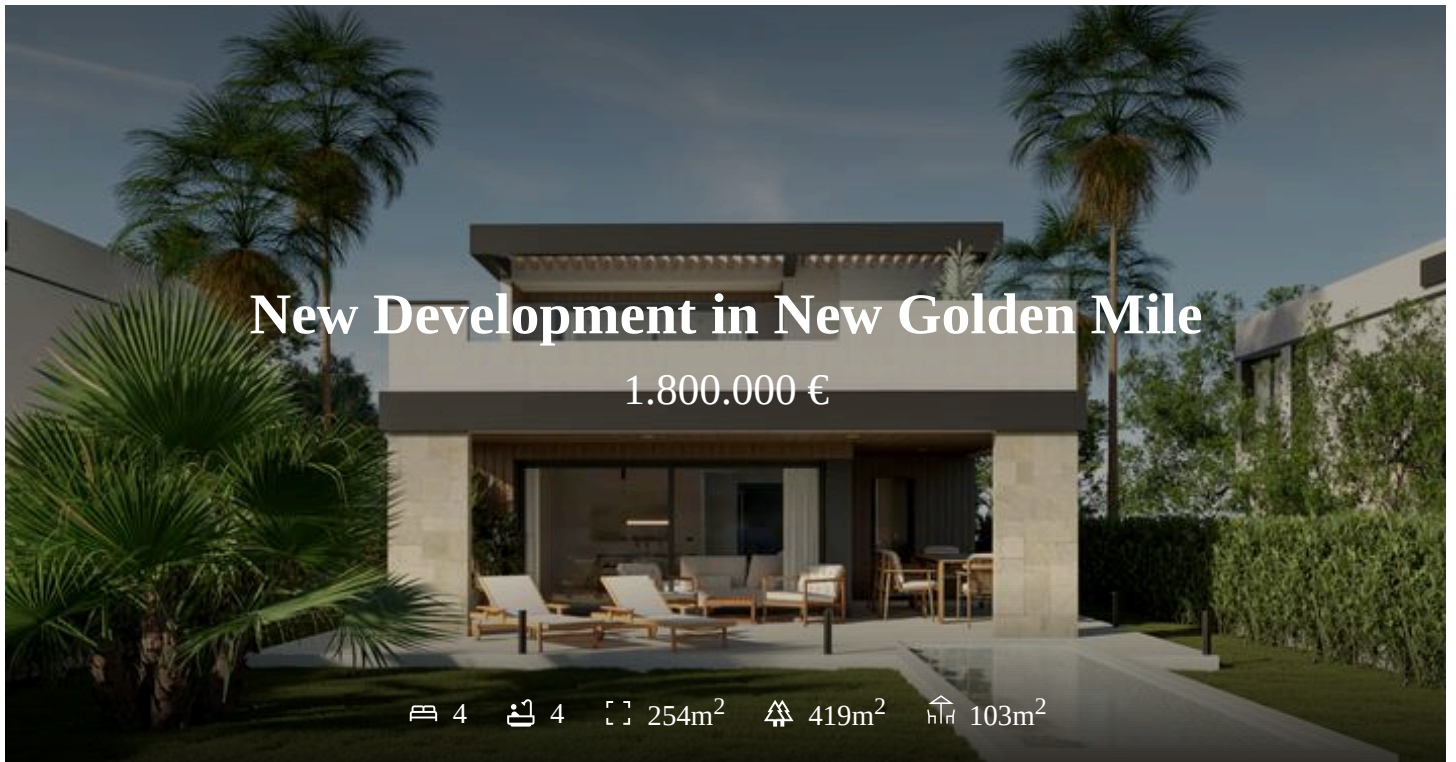 New Development in New Golden Mile
1.800.000 €
4 4 254m² 419m² 103m²